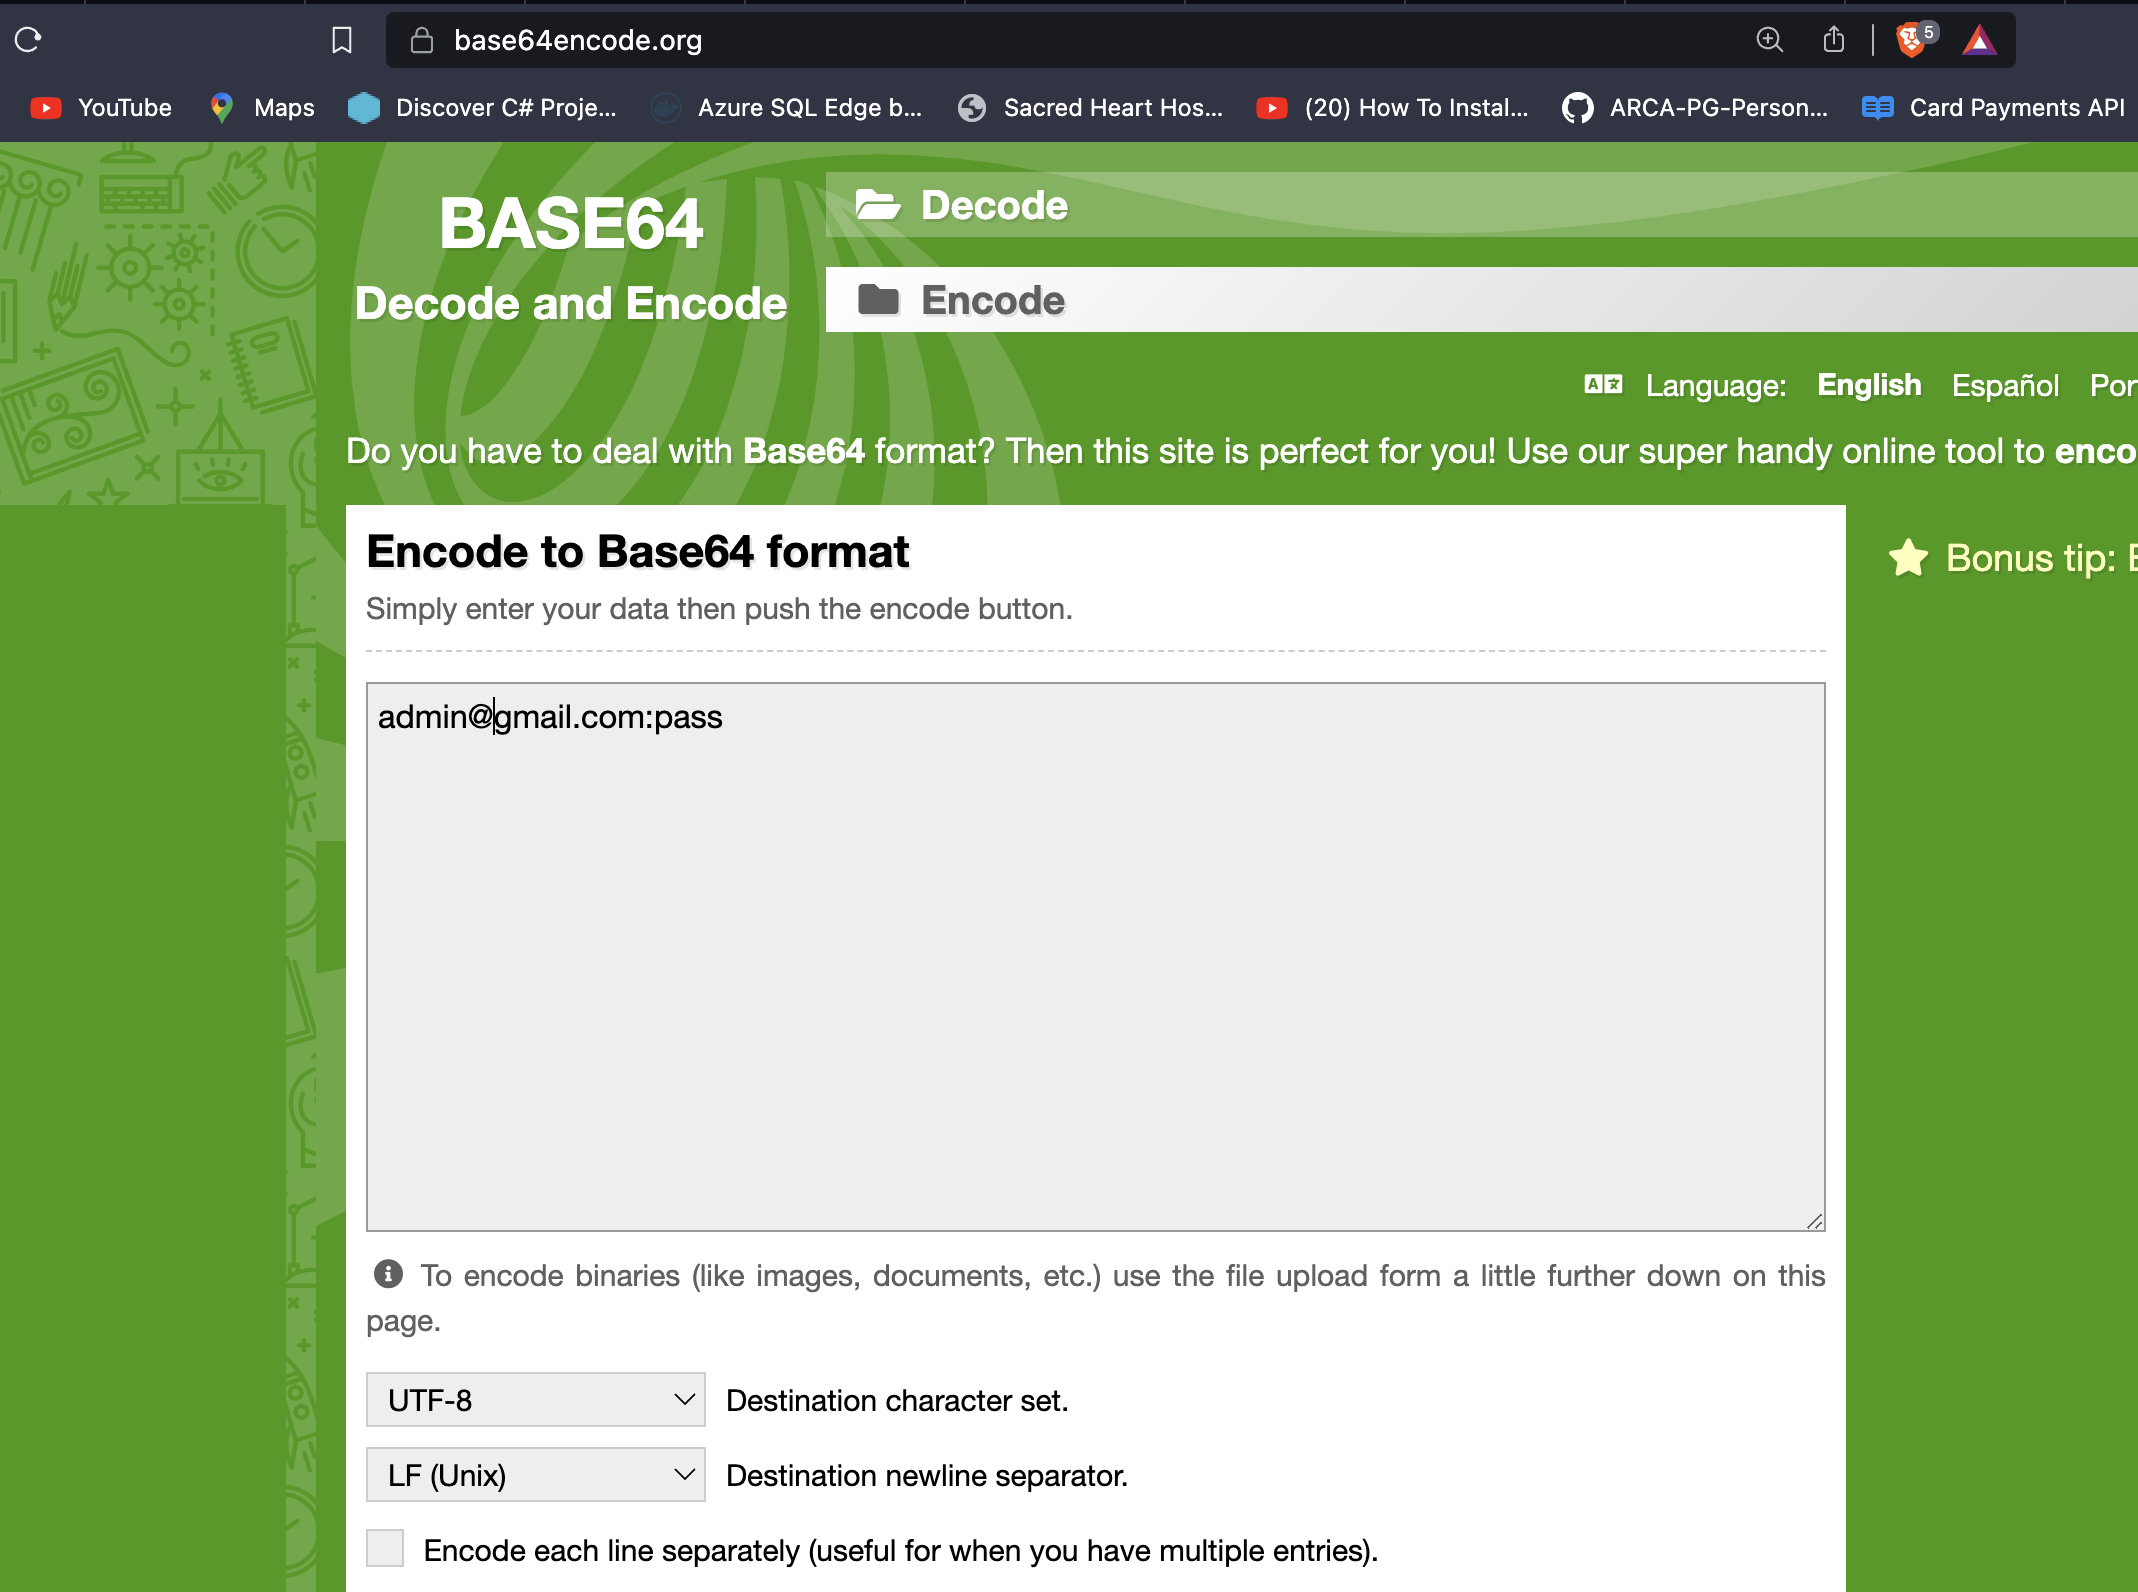 base64encode.org
5
YouTube
Maps
Discover C# Proje...
Azure SQL Edge b...
Sacred Heart Hos...
(20) How To Instal...
ARCA-PG-Person...
Card Payments API
BASE64
Decode and Encode
Decode
Encode
Language: English Español Por
Do you have to deal with Base64 format? Then this site is perfect for you! Use our super handy online tool to enco
Encode to Base64 format
Simply enter your data then push the encode button.
Bonus tip:
admin@gmail.com:pass
To encode binaries (like images, documents, etc.) use the file upload form a little further down on this
page.
UTF-8 Destination character set.
LF (Unix) Destination newline separator.
Encode each line separately (useful for when you have multiple entries).